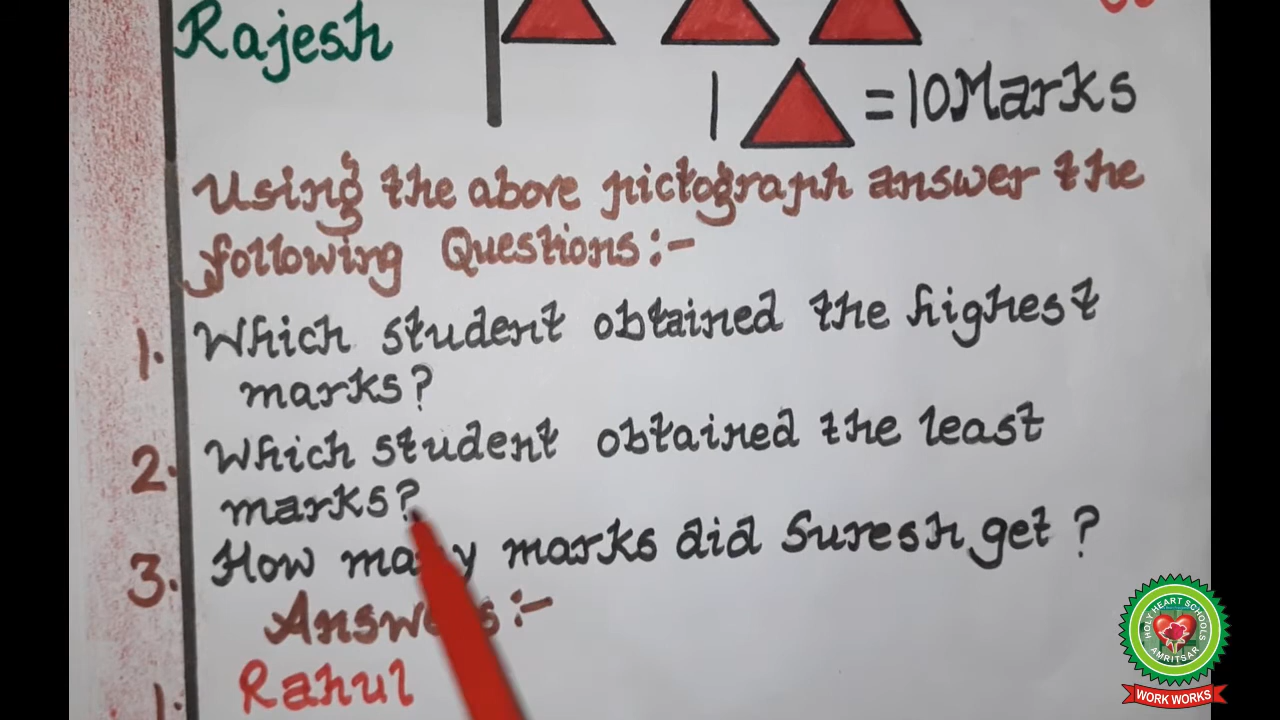 Rajesh
1 = 10 Marks
Using the above pictograph answer the
following Questions:-
1. Which student obtained the highest
marks?
2. Which student obtained the least
marks?
3. How many marks did Suresh get?
Answers:-
1. Rahul
HOLY HEART SCHOOLS
AMRITSAR
WORK WORKS